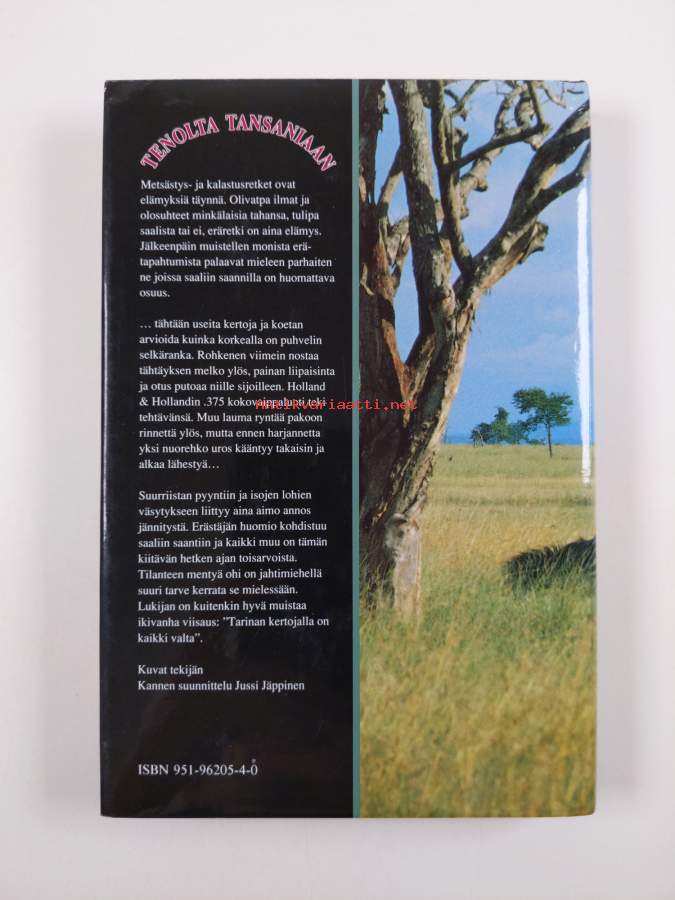 TENOLTA TANSANIAAN
Metsästys- ja kalastusretket ovat
elämyksiä täynnä. Olivatpa ilmat ja
olosuhteet minkälaisia tahansa, tulipa
saalista tai ei, eräretki on aina elämys.
Jälkeenpäin muistellen monista erä-
tapahtumista palaavat mieleen parhaiten
ne joissa saaliin saannilla on huomattava
osuus.
… tähtään useita kertoja ja koetan
arvioida kuinka korkealla on puhvelin
selkäranka. Rohkenen viimein nostaa
tähtäyksen melko ylös, painan liipaisinta
ja otus putoaa niille sijoilleen. Holland
& Hollandin .375 kokovaippaluoti teki
Antikvariaatti.net
tehtävänsä. Muu lauma ryntää pakoon
rinnettä ylös, mutta ennen harjannetta
yksi nuorehko uros kääntyy takaisin ja
alkaa lähestyä…
Suurriistan pyyntiin ja isojen lohien
väsytykseen liittyy aina aimo annos
jännitystä. Erästäjän huomio kohdistuu
saaliin saantiin ja kaikki muu on tämän
kiitävän hetken ajan toisarvoista.
Tilanteen mentyä ohi on jahtimiehellä
suuri tarve kerrata se mielessään.
Lukijan on kuitenkin hyvä muistaa
ikivanha viisaus: ”Tarinan kertojalla on
kaikki valta”.
Kuvat tekijän
Kannen suunnittelu Jussi Jäppinen
ISBN 951-96205-4-0